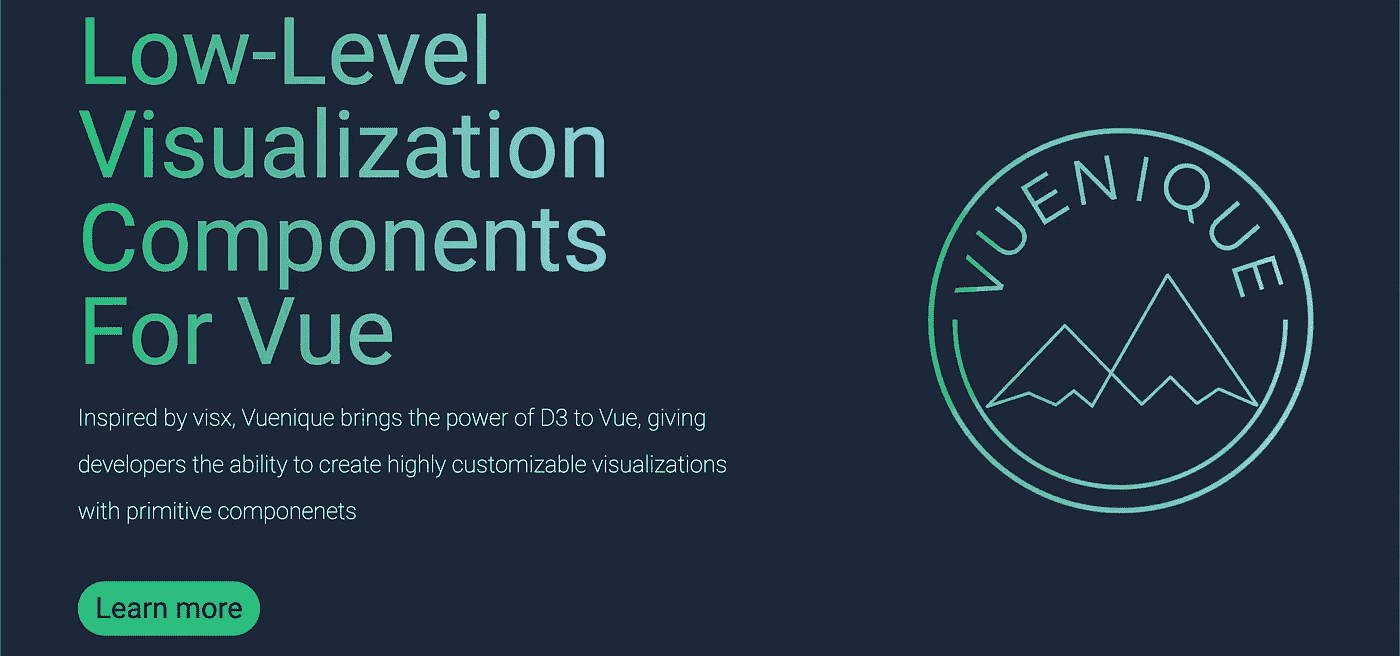 Low-Level
Visualization
Components
For Vue
Inspired by visx, Vuenique brings the power of D3 to Vue, giving
developers the ability to create highly customizable visualizations
with primitive componenets
Learn more
VUENIQUE